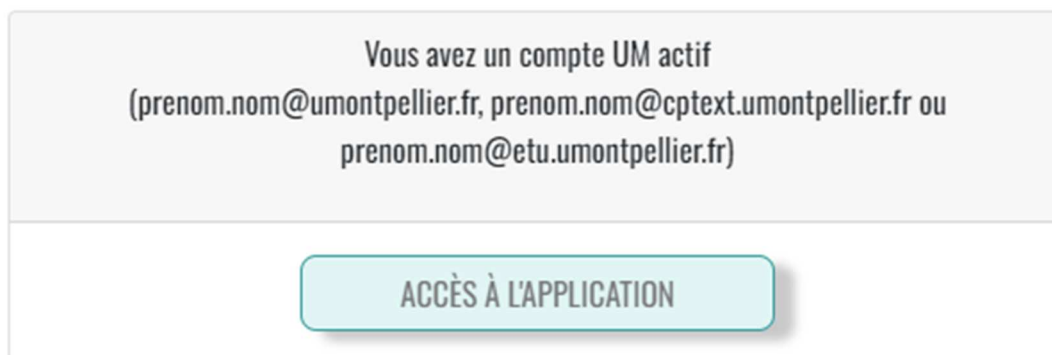 Vous avez un compte UM actif
(prenom.nom@umontpellier.fr, prenom.nom@cptext.umontpellier.fr ou
prenom.nom@etu.umontpellier.fr)
ACCÈS À L'APPLICATION